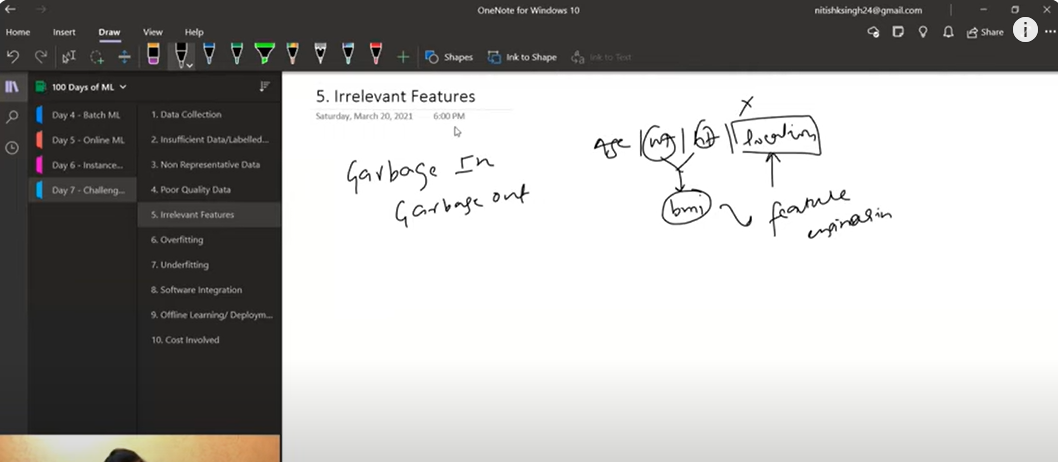 OneNote for Windows 10
nitishksingh24@gmail.com
Home Insert Draw View Help
Share
Shapes Ink to Shape Ink to Text
100 Days of ML
Day 4 - Batch ML
Day 5 - Online ML
Day 6 - Instance...
Day 7 - Challeng...
1. Data Collection
2. Insufficient Data/Labelled...
3. Non Representative Data
4. Poor Quality Data
5. Irrelevant Features
6. Overfitting
7. Underfitting
8. Software Integration
9. Offline Learning/ Deploym...
10. Cost Involved
5. Irrelevant Features
Saturday, March 20, 2021 6:00 PM
Garbage In
Garbage out
X
age | wt | ht | location
bmi
feature